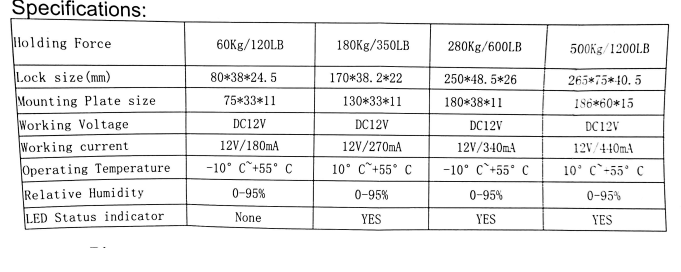 Specifications:
Holding Force 60Kg/120LB 180Kg/350LB 280Kg/600LB 500Kg/1200LB
Lock size(mm) 80*38*24.5 170*38.2*22 250*48.5*26 265*75*40.5
Mounting Plate size 75*33*11 130*33*11 180*38*11 186*60*15
Working Voltage DC12V DC12V DC12V DC12V
Working current 12V/180mA 12V/270mA 12V/340mA 12V/440mA
Operating Temperature -10° C~+55° C 10° C~+55° C -10° C~+55° C 10° C~+55° C
Relative Humidity 0-95% 0-95% 0-95% 0-95%
LED Status indicator None YES YES YES